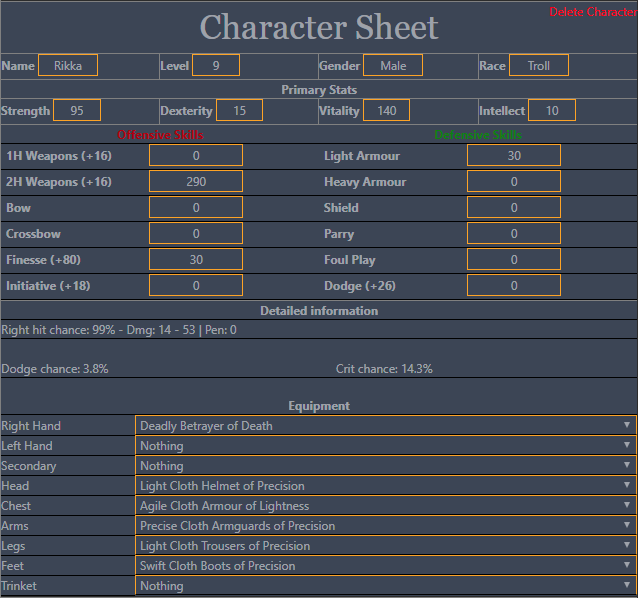 Delete Character
Character Sheet
Name Rikka Level 9 Gender Male Race Troll
Primary Stats
Strength 95 Dexterity 15 Vitality 140 Intellect 10
Offensive Skills Defensive Skills
1H Weapons (+16) 0 Light Armour 30
2H Weapons (+16) 290 Heavy Armour 0
Bow 0 Shield 0
Crossbow 0 Parry 0
Finesse (+80) 30 Foul Play 0
Initiative (+18) 0 Dodge (+26) 0
Detailed information
Right hit chance: 99% - Dmg: 14 - 53 | Pen: 0
Dodge chance: 3.8% Crit chance: 14.3%
Equipment
Right Hand Deadly Betrayer of Death
Left Hand Nothing
Secondary Nothing
Head Light Cloth Helmet of Precision
Chest Agile Cloth Armour of Lightness
Arms Precise Cloth Armguards of Precision
Legs Light Cloth Trousers of Precision
Feet Swift Cloth Boots of Precision
Trinket Nothing